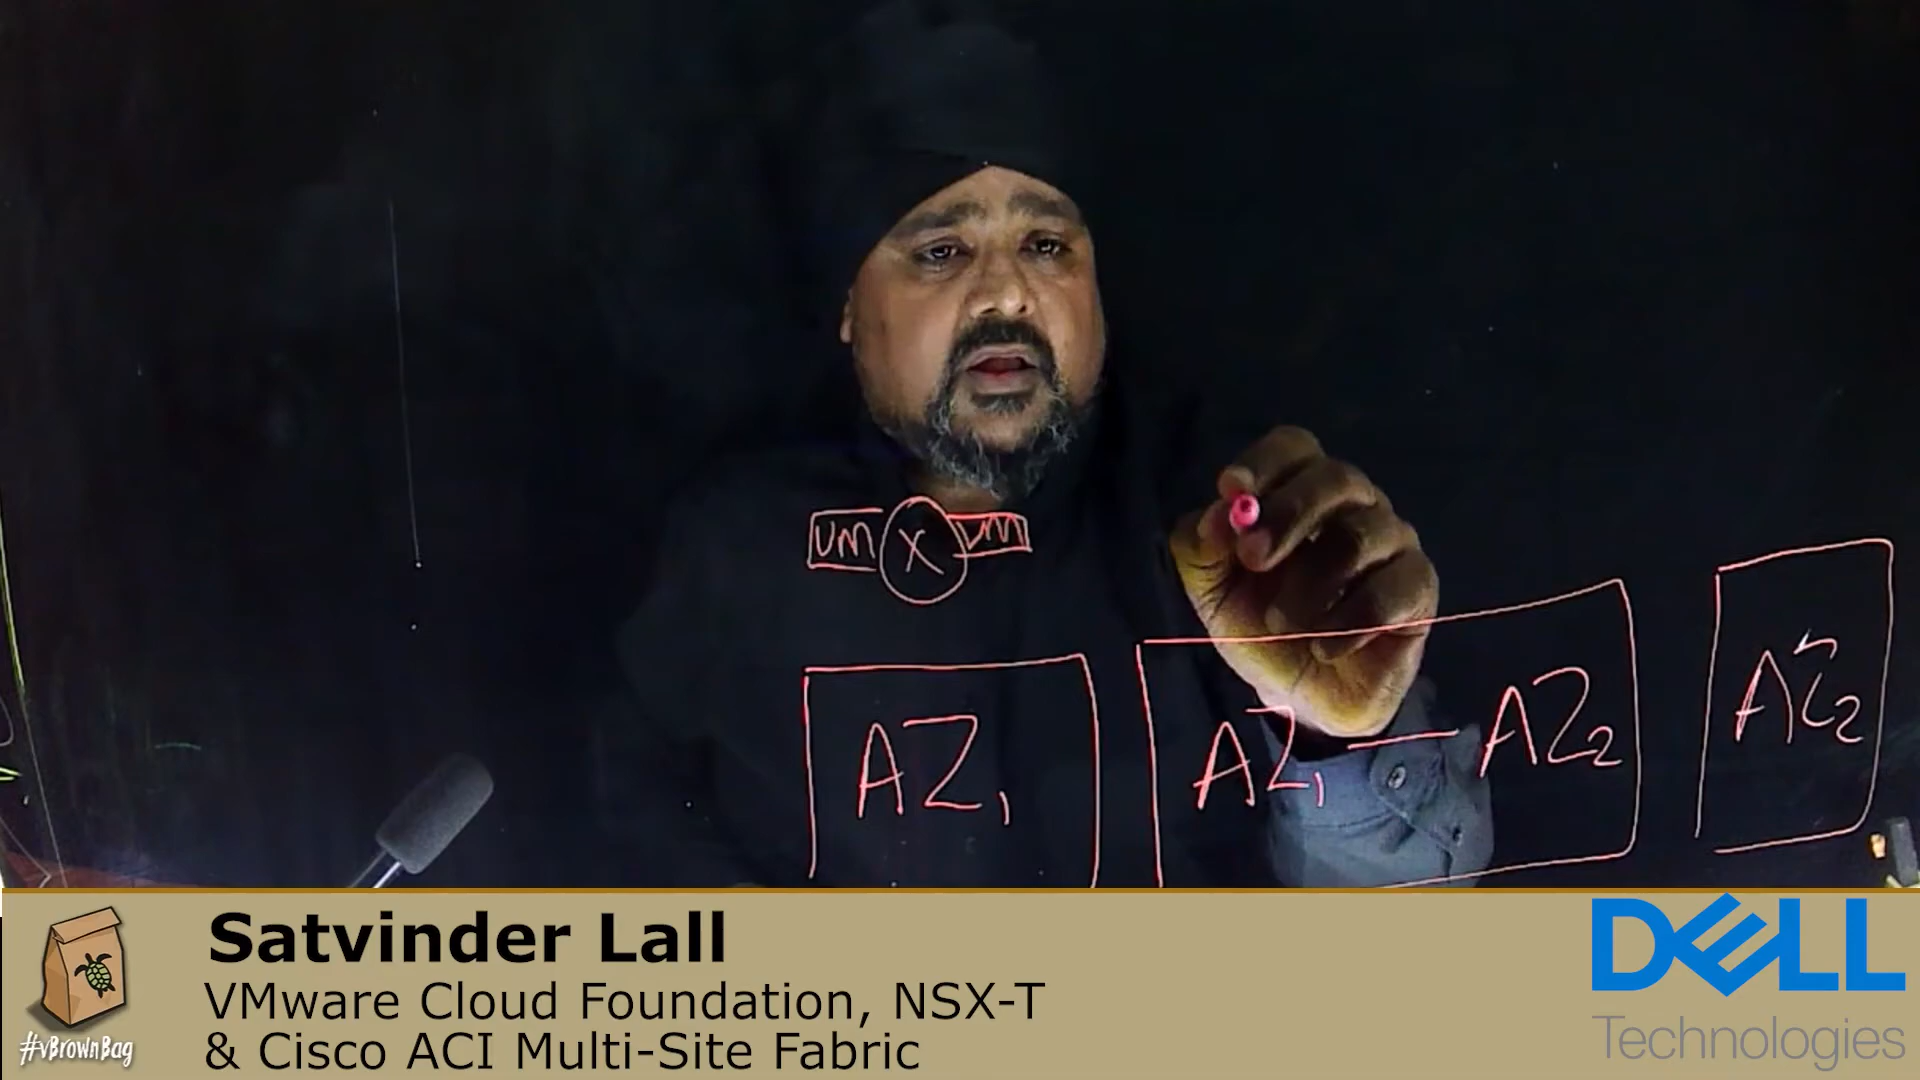 VM X VM
AZ1
AZ1 — AZ2
AZ2
Satvinder Lall
VMware Cloud Foundation, NSX-T
& Cisco ACI Multi-Site Fabric
#vBrownBag
DELL
Technologies